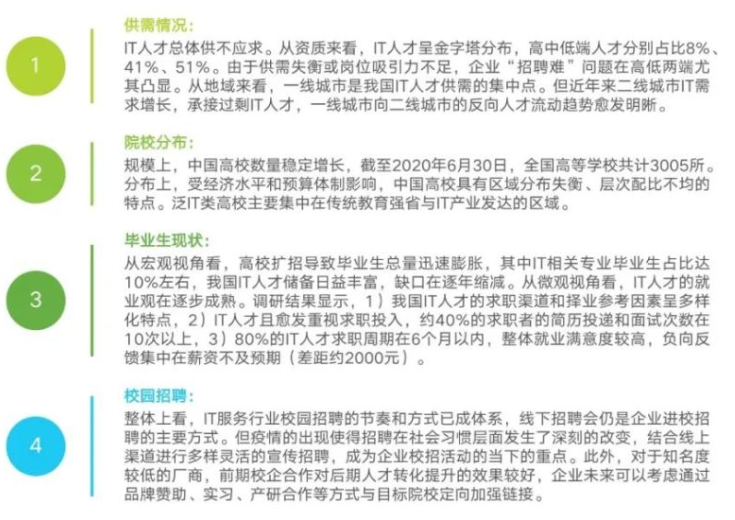 1
供需情况：
IT人才总体供不应求。从资质来看，IT人才呈金字塔分布，高中低端人才分别占比8%、
41%、51%。由于供需失衡或岗位吸引力不足，企业“招聘难”问题在高低两端尤
其凸显。从地域来看，一线城市是我国IT人才供需的集中点。但近年来二线城市IT需
求增长，承接过剩IT人才，一线城市向二线城市的反向人才流动趋势愈发明晰。
2
院校分布：
规模上，中国高校数量稳定增长，截至2020年6月30日，全国高等学校共计3005所。
分布上，受经济水平和预算体制影响，中国高校具有区域分布失衡、层次配比不均的
特点。泛IT类高校主要集中在传统教育强省与IT产业发达的区域。
3
毕业生现状：
从宏观视角看，高校扩招导致毕业生总量迅速膨胀，其中IT相关专业毕业生占比达
10%左右，我国IT人才储备日益丰富，缺口在逐年缩减。从微观视角看，IT人才的就
业观在逐步成熟。调研结果显示，1）我国IT人才的求职渠道和择业参考因素呈多样
化特点，2）IT人才且愈发重视求职投入，约40%的求职者的简历投递和面试次数在
10次以上，3）80%的IT人才求职周期在6个月以内，整体就业满意度较高，负向反
馈集中在薪资不及预期（差距约2000元）。
4
校园招聘：
整体上看，IT服务行业校园招聘的节奏和方式已成体系，线下招聘会仍是企业进校招
聘的主要方式。但疫情的出现使得招聘在社会习惯层面发生了深刻的改变，结合线上
渠道进行多样灵活的宣传招聘，成为企业校招活动的当下的重点。此外，对于知名度
较低的厂商，前期校企合作对后期人才转化提升的效果较好，企业未来可以考虑通过
品牌赞助、实习、产研合作等方式与目标院校定向加强链接。